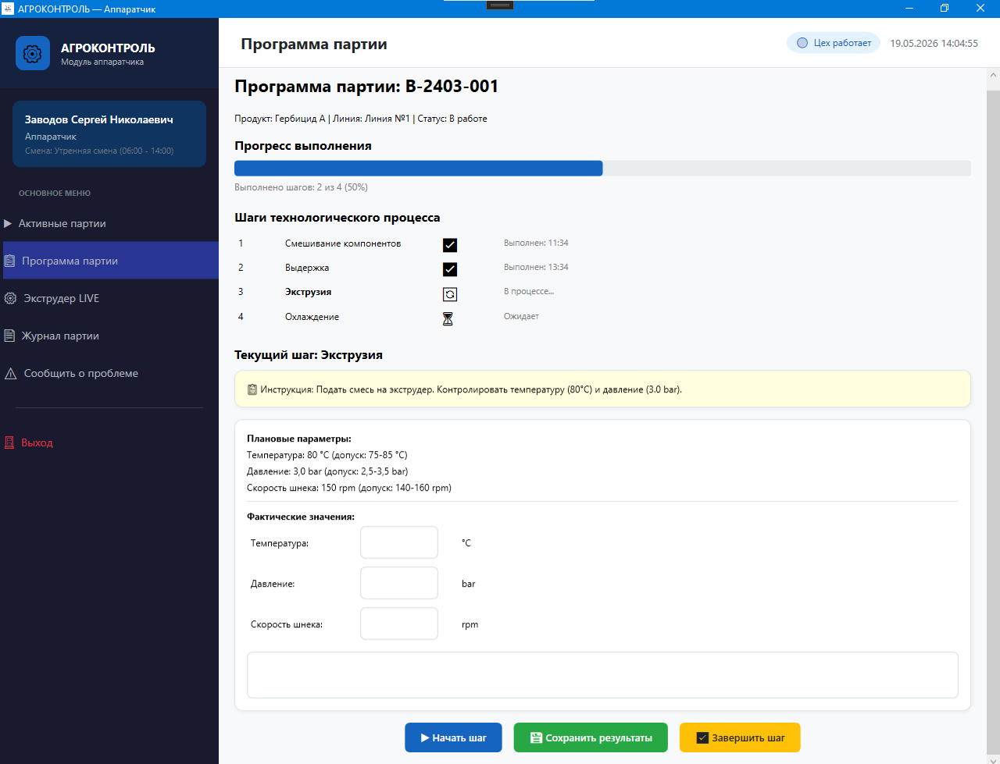 АГРОКОНТРОЛЬ — Аппаратчик
АГРОКОНТРОЛЬ
Модуль аппаратчика
Заводов Сергей Николаевич
Аппаратчик
Смена: Утренняя смена (06:00 - 14:00)
ОСНОВНОЕ МЕНЮ
Активные партии
Программа партии
Экструдер LIVE
Журнал партии
Сообщить о проблеме
Выход
Программа партии
Цех работает
19.05.2026 14:04:55
Программа партии: B-2403-001
Продукт: Гербицид А | Линия: Линия №1 | Статус: В работе
Прогресс выполнения
Выполнено шагов: 2 из 4 (50%)
Шаги технологического процесса
1 Смешивание компонентов Выполнен: 11:34
2 Выдержка Выполнен: 13:34
3 Экструзия В процессе...
4 Охлаждение Ожидает
Текущий шаг: Экструзия
Инструкция: Подать смесь на экструдер. Контролировать температуру (80°C) и давление (3.0 bar).
Плановые параметры:
Температура: 80 °C (допуск: 75-85 °C)
Давление: 3,0 bar (допуск: 2,5-3,5 bar)
Скорость шнека: 150 rpm (допуск: 140-160 rpm)
Фактические значения:
Температура: °C
Давление: bar
Скорость шнека: rpm
Начать шаг
Сохранить результаты
Завершить шаг